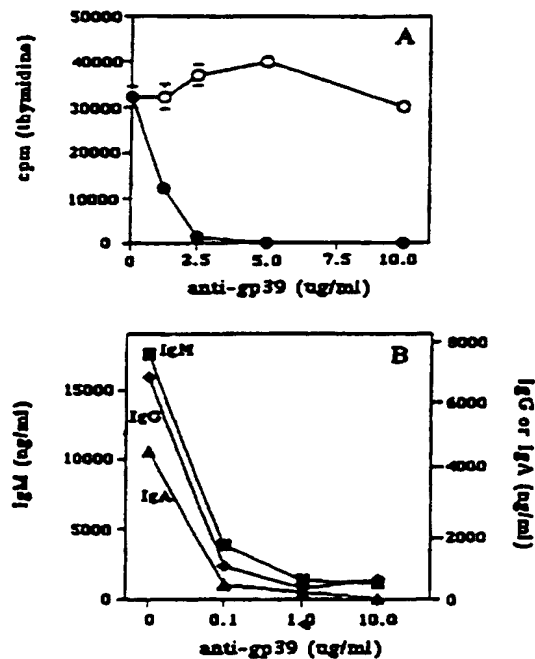 A
cpm (thymidine)
50000
40000
30000
20000
10000
0
0 2.5 5.0 7.5 10.0
anti-gp39 (ug/ml)
B
IgM (ng/ml)
15000
10000
5000
0
IgM
IgG
IgA
8000
6000
4000
2000
0
IgG or IgA (ng/ml)
0 0.1 1.0 10.0
anti-gp39 (ug/ml)